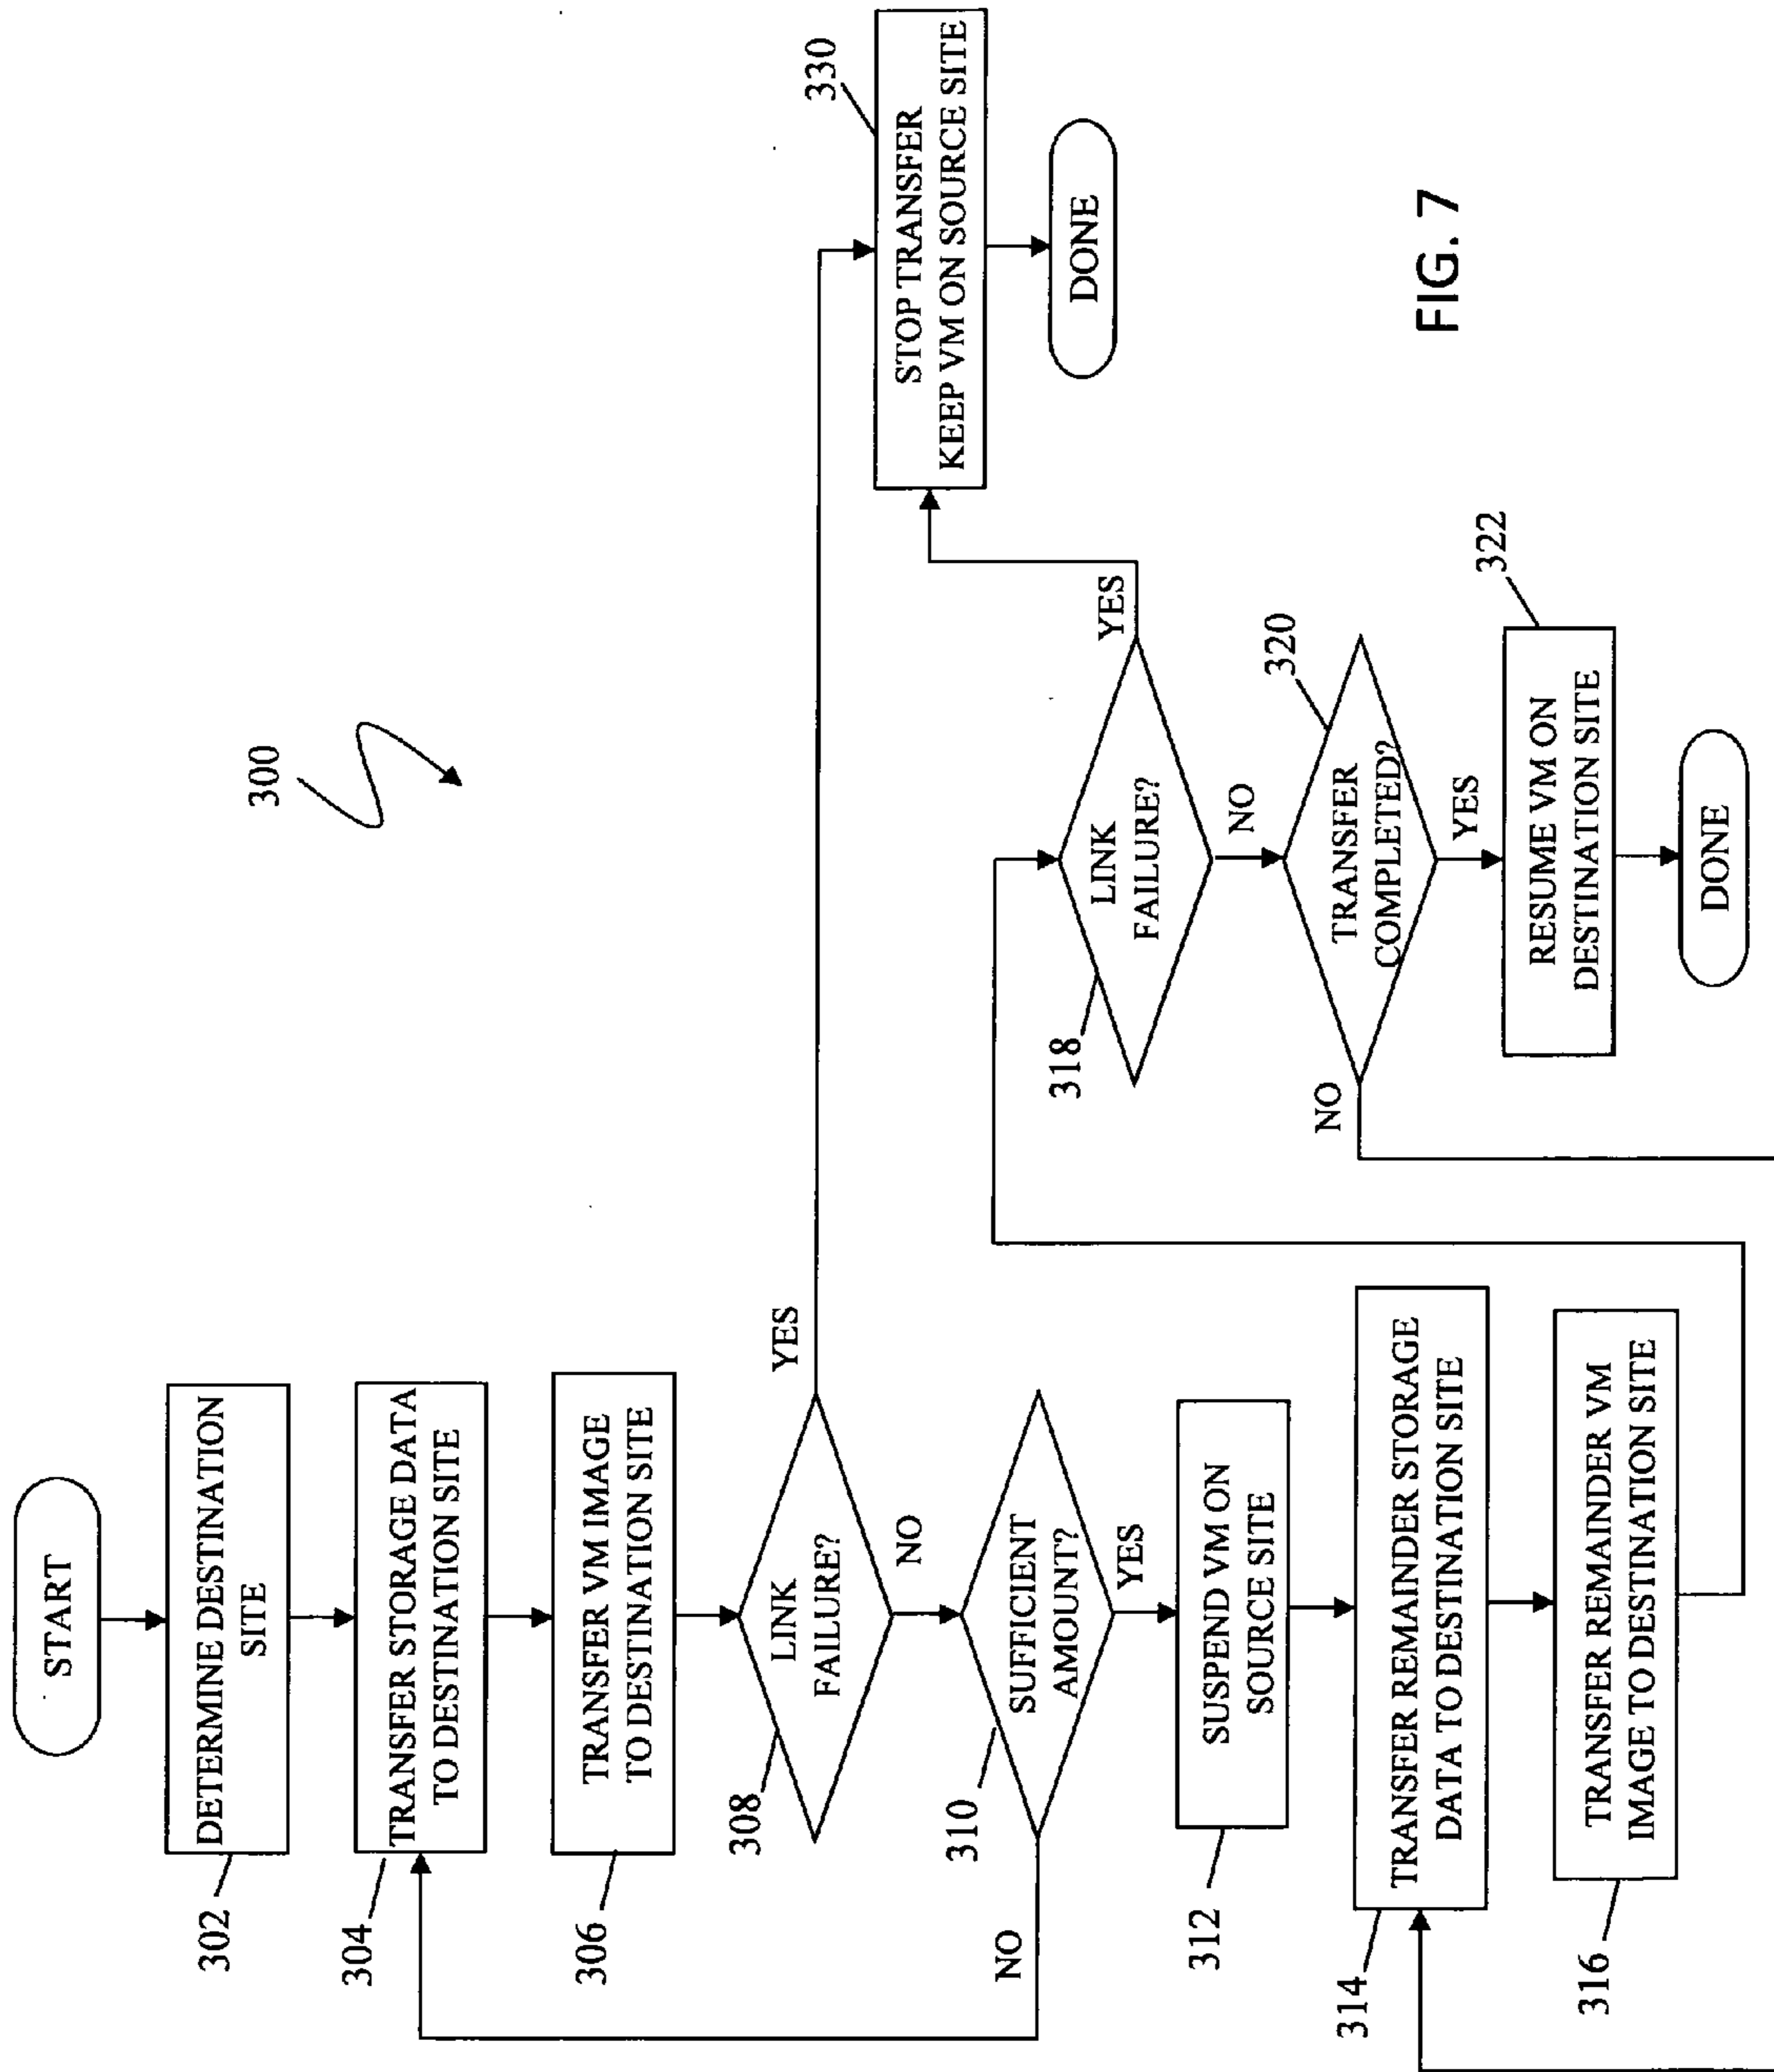 300
START
302
DETERMINE DESTINATION
SITE
304
TRANSFER STORAGE DATA
TO DESTINATION SITE
306
TRANSFER VM IMAGE
TO DESTINATION SITE
308
LINK
FAILURE?
YES
NO
310
SUFFICIENT
AMOUNT?
NO
YES
312
SUSPEND VM ON
SOURCE SITE
314
TRANSFER REMAINDER STORAGE
DATA TO DESTINATION SITE
316
TRANSFER REMAINDER VM
IMAGE TO DESTINATION SITE
318
LINK
FAILURE?
YES
NO
320
TRANSFER
COMPLETED?
NO
YES
322
RESUME VM ON
DESTINATION SITE
DONE
330
STOP TRANSFER
KEEP VM ON SOURCE SITE
DONE
FIG. 7